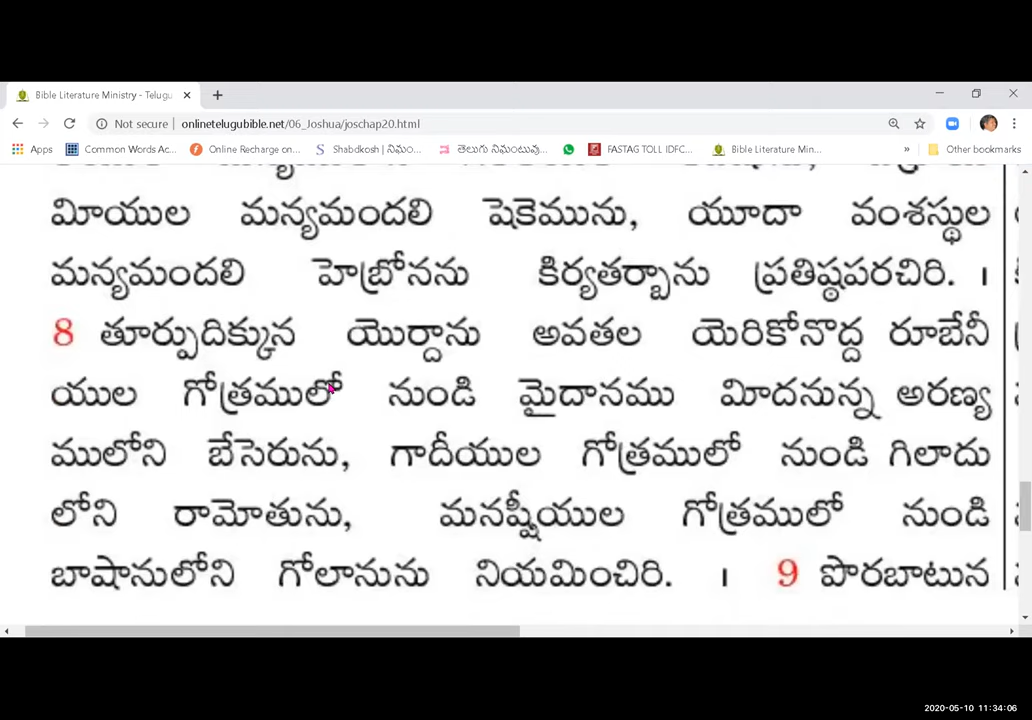 Bible Literature Ministry - Telugu
Not secure | onlinetelugubible.net/06_Joshua/joschap20.html
Apps Common Words Ac... Online Recharge on... Shabdkosh | నిఘం... తెలుగు నిఘంటువు... FASTAG TOLL IDFC... Bible Literature Min... » Other bookmarks
మీయుల మన్యమందలి షెకెమును, యూదా వంశస్థుల
మన్యమందలి హెబ్రోనను కిర్యతర్బాను ప్రతిష్ఠపరచిరి. ।
8 తూర్పుదిక్కున యొర్దాను అవతల యెరికోనొద్ద రూబేనీ
యుల గోత్రములో నుండి మైదానము మీదనున్న అరణ్య
ములోని బేసెరును, గాదీయుల గోత్రములో నుండి గిలాదు
లోని రామోతును, మనష్షీయుల గోత్రములో నుండి
బాషానులోని గోలానును నియమించిరి. । 9 పొరబాటున
2020-05-10 11:34:06